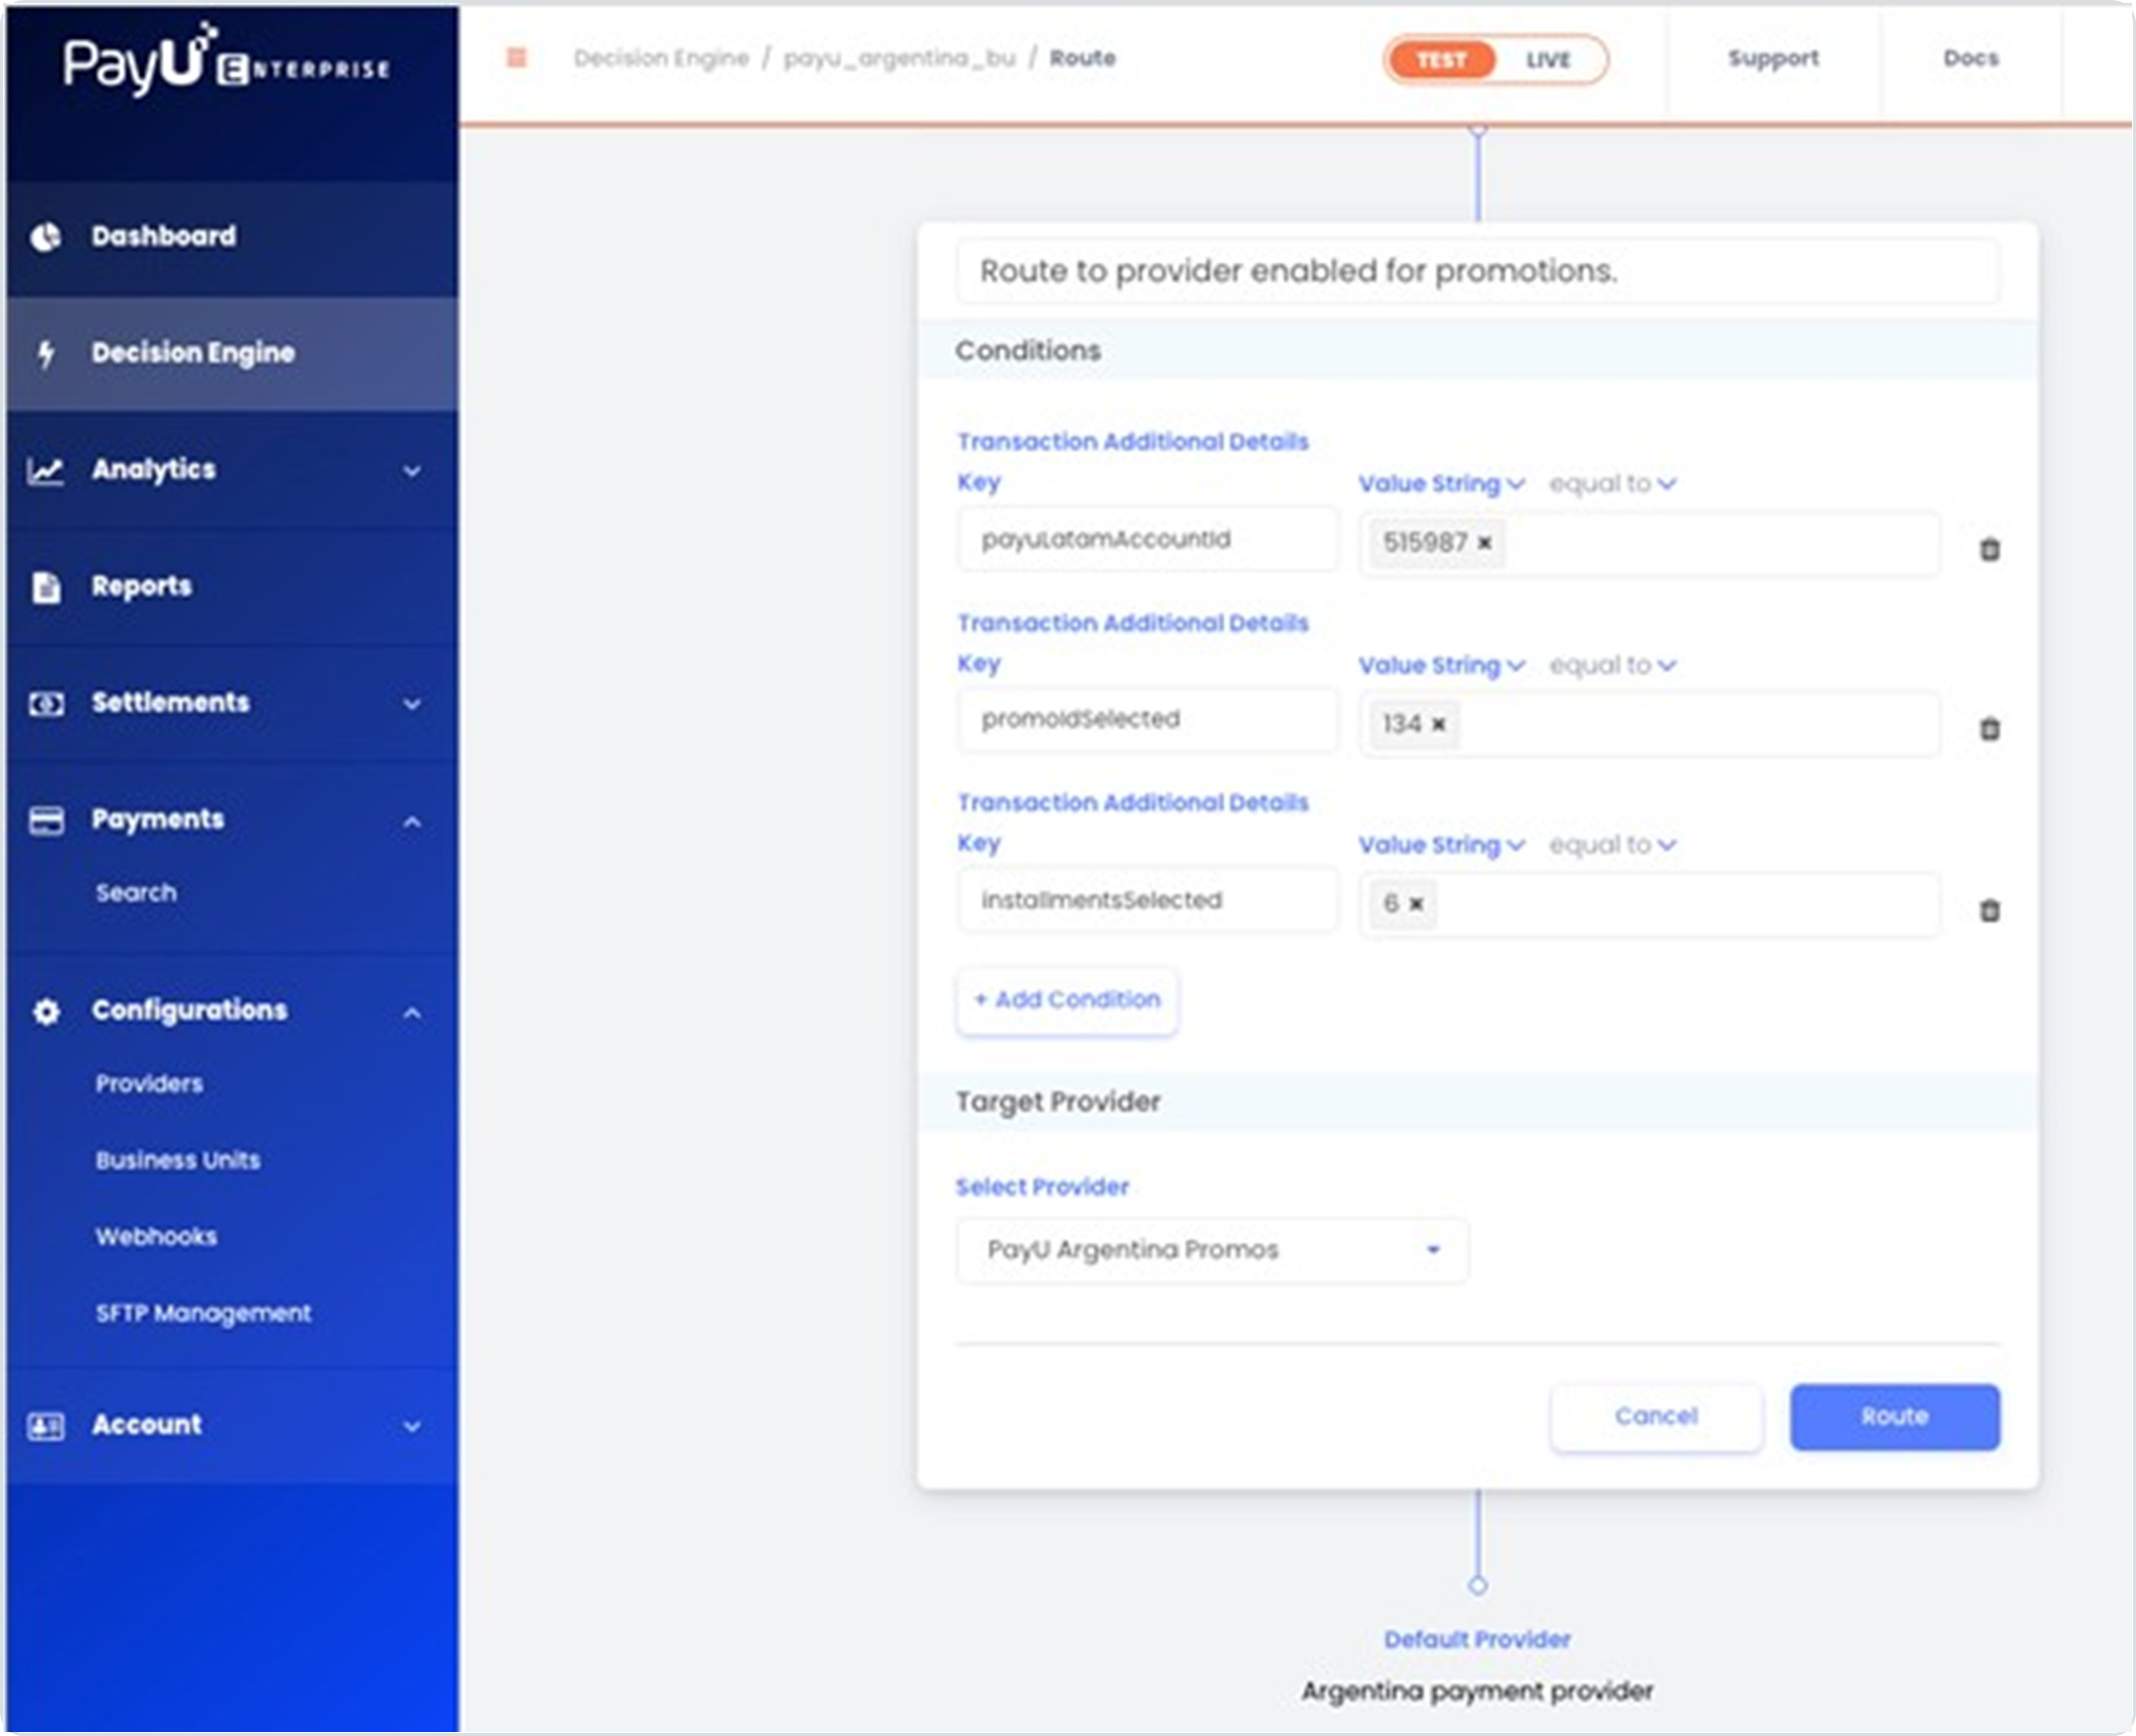 PayU ENTERPRISE
Decision Engine / payu_argentina_bu / Route
TEST LIVE
Support
Docs
Dashboard
Decision Engine
Analytics
Reports
Settlements
Payments
Search
Configurations
Providers
Business Units
Webhooks
SFTP Management
Account
Route to provider enabled for promotions.
Conditions
Transaction Additional Details
Key Value String equal to
payuLatamAccountId 515987 ×
Transaction Additional Details
Key Value String equal to
promoIdSelected 134 ×
Transaction Additional Details
Key Value String equal to
installmentsSelected 6 ×
+ Add Condition
Target Provider
Select Provider
PayU Argentina Promos
Cancel Route
Default Provider
Argentina payment provider